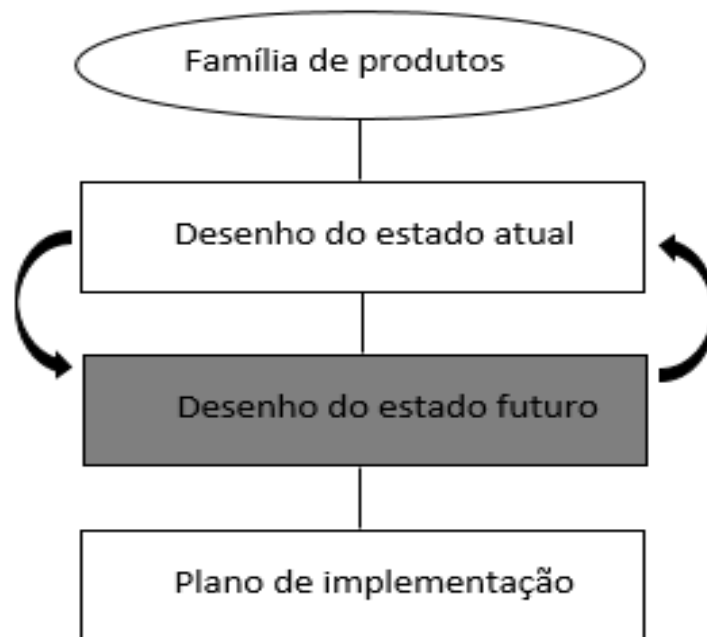 Família de produtos
Desenho do estado atual
Desenho do estado futuro
Plano de implementação